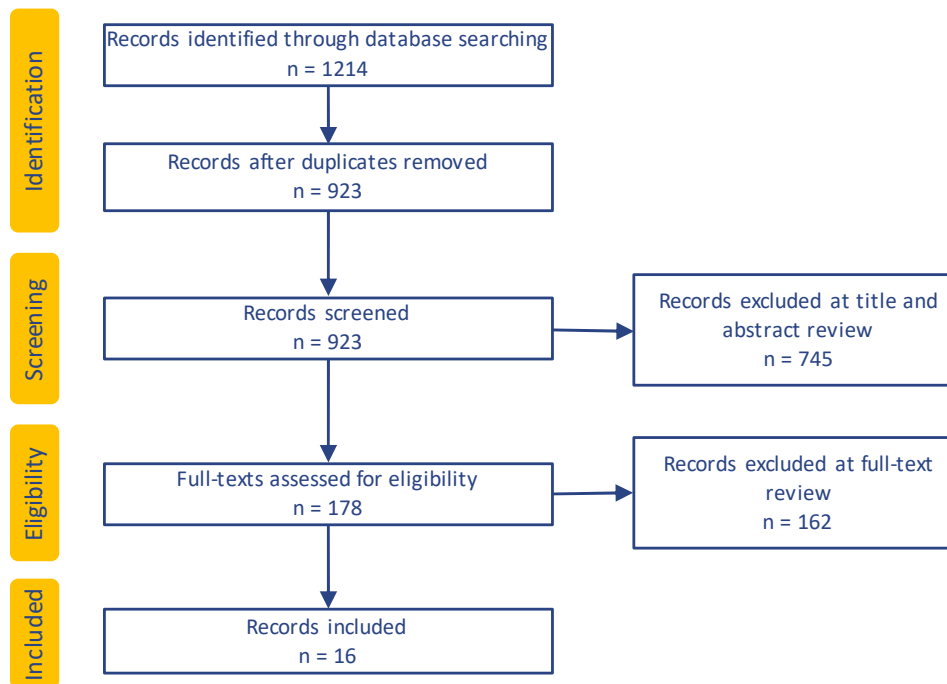 Identification
Records identified through database searching
n = 1214
Records after duplicates removed
n = 923
Screening
Records screened
n = 923
Records excluded at title and
abstract review
n = 745
Eligibility
Full-texts assessed for eligibility
n = 178
Records excluded at full-text
review
n = 162
Included
Records included
n = 16